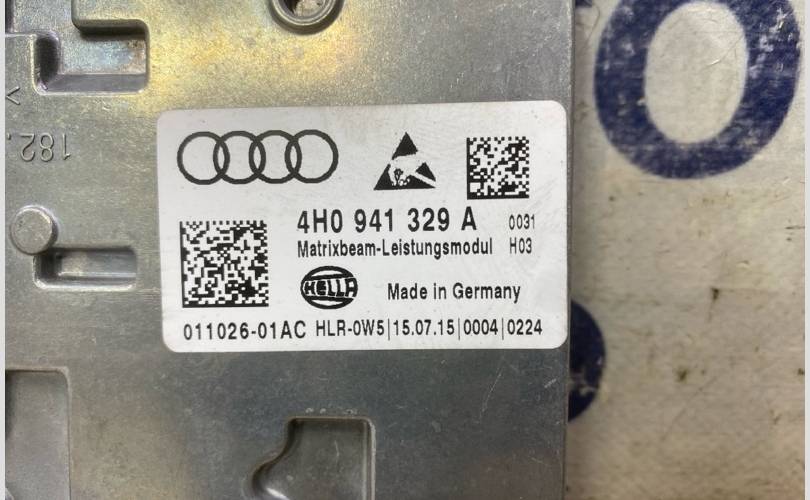 182.
4H0 941 329 A 0031
Matrixbeam-Leistungsmodul H03
HELLA Made in Germany
011026-01AC HLR-0W5|15.07.15|0004|0224